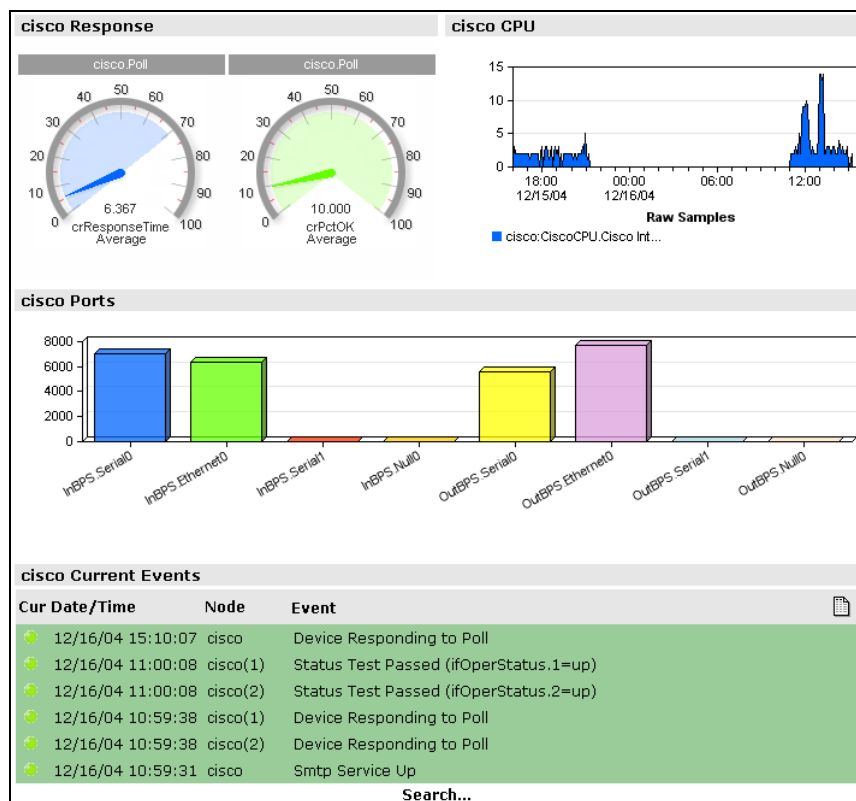 cisco Response
cisco CPU
cisco.Poll
cisco.Poll
0
10
20
30
40
50
60
70
80
90
100
6.367
crResponseTime
Average
0
10
20
30
40
50
60
70
80
90
100
10.000
crPctOK
Average
15
10
5
0
18:00
00:00
06:00
12:00
12/15/04
12/16/04
Raw Samples
cisco:CiscoCPU.Cisco Int...
cisco Ports
8000
6000
4000
2000
0
InBPS.Serial0
InBPS.Ethernet0
InBPS.Serial1
InBPS.Null0
OutBPS.Serial0
OutBPS.Ethernet0
OutBPS.Serial1
OutBPS.Null0
cisco Current Events
Cur Date/Time Node Event
12/16/04 15:10:07 cisco Device Responding to Poll
12/16/04 11:00:08 cisco(1) Status Test Passed (ifOperStatus.1=up)
12/16/04 11:00:08 cisco(2) Status Test Passed (ifOperStatus.2=up)
12/16/04 10:59:38 cisco(1) Device Responding to Poll
12/16/04 10:59:38 cisco(2) Device Responding to Poll
12/16/04 10:59:31 cisco Smtp Service Up
Search...